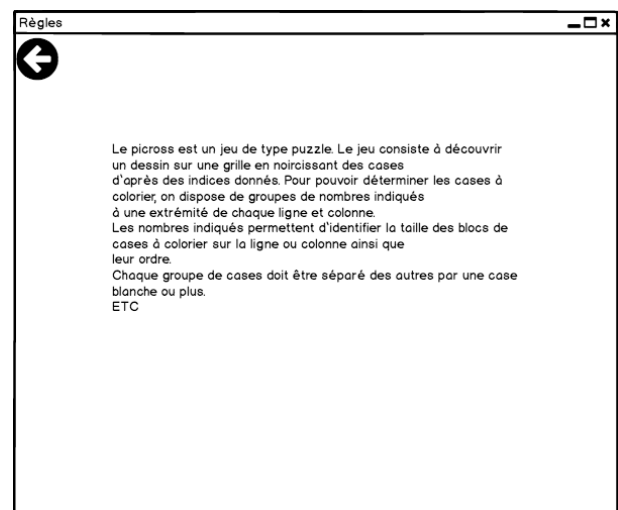 Règles
Le picross est un jeu de type puzzle. Le jeu consiste à découvrir
un dessin sur une grille en noircissant des cases
d'après des indices donnés. Pour pouvoir déterminer les cases à
colorier, on dispose de groupes de nombres indiqués
à une extrémité de chaque ligne et colonne.
Les nombres indiqués permettent d'identifier la taille des blocs de
cases à colorier sur la ligne ou colonne ainsi que
leur ordre.
Chaque groupe de cases doit être séparé des autres par une case
blanche ou plus.
ETC